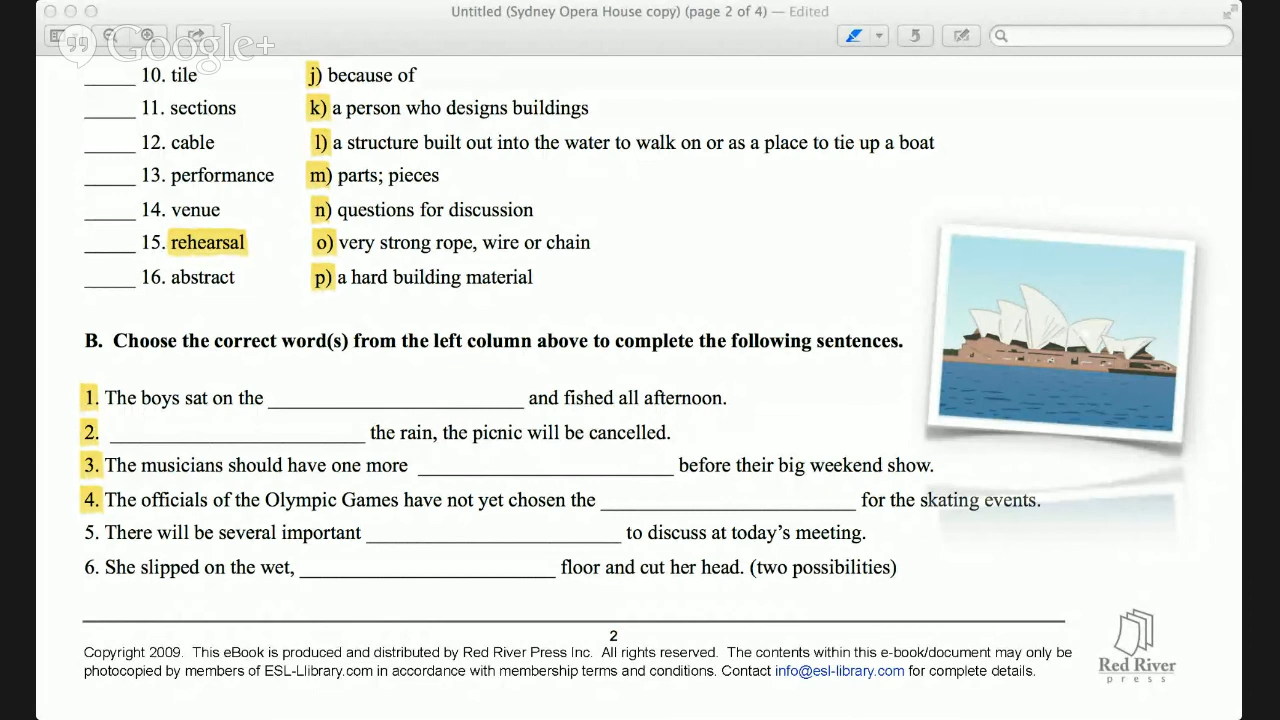 Untitled (Sydney Opera House copy) (page 2 of 4) — Edited
Google+
_____ 10. tile j) because of
_____ 11. sections k) a person who designs buildings
_____ 12. cable l) a structure built out into the water to walk on or as a place to tie up a boat
_____ 13. performance m) parts; pieces
_____ 14. venue n) questions for discussion
_____ 15. rehearsal o) very strong rope, wire or chain
_____ 16. abstract p) a hard building material
B. Choose the correct word(s) from the left column above to complete the following sentences.
1. The boys sat on the _________________________ and fished all afternoon.
2. _________________________ the rain, the picnic will be cancelled.
3. The musicians should have one more _________________________ before their big weekend show.
4. The officials of the Olympic Games have not yet chosen the _________________________ for the skating events.
5. There will be several important _________________________ to discuss at today’s meeting.
6. She slipped on the wet, _________________________ floor and cut her head. (two possibilities)
2
Copyright 2009. This eBook is produced and distributed by Red River Press Inc. All rights reserved. The contents within this e-book/document may only be
photocopied by members of ESL-Llibrary.com in accordance with membership terms and conditions. Contact info@esl-library.com for complete details.
Red River
press